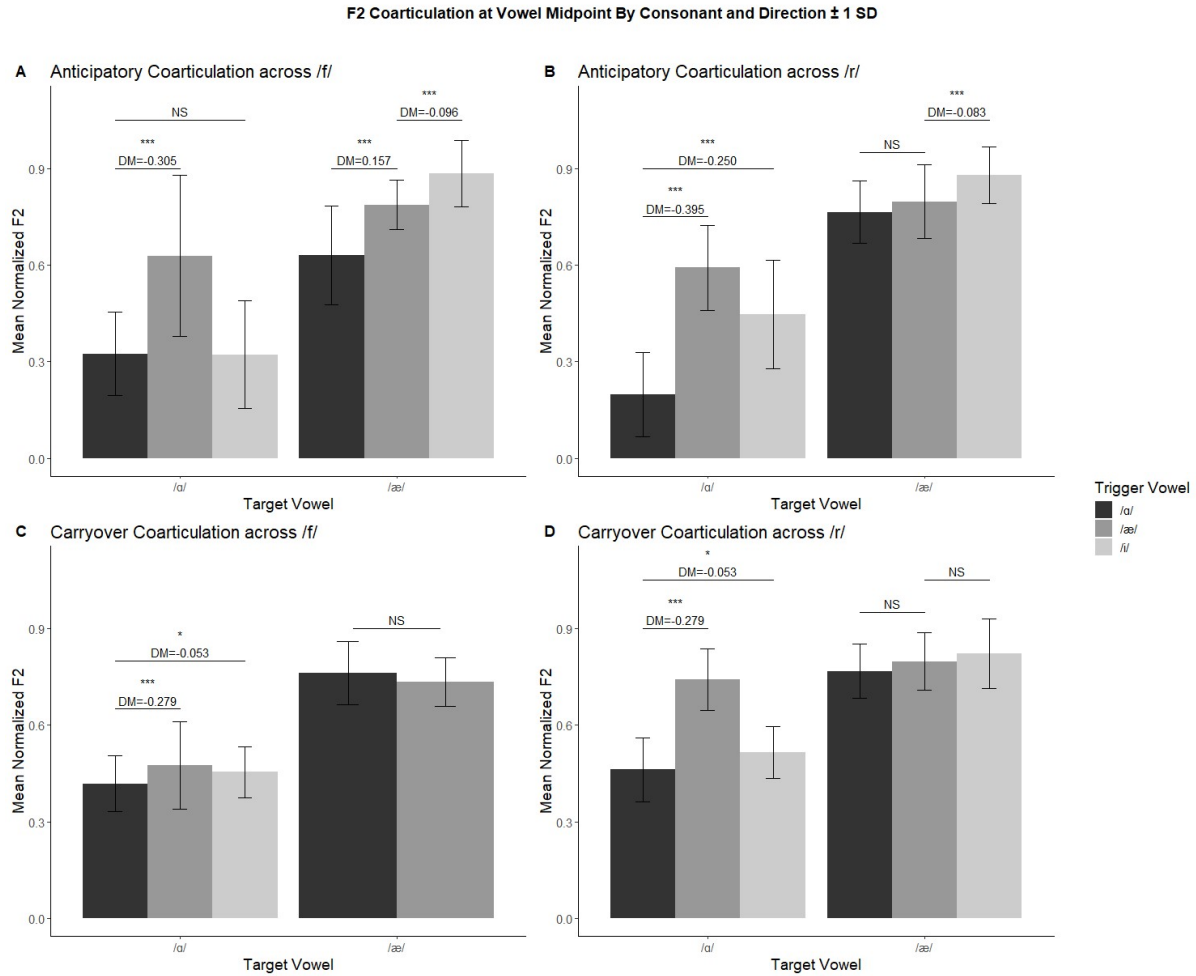 F2 Coarticulation at Vowel Midpoint By Consonant and Direction ± 1 SD
A Anticipatory Coarticulation across /f/
Mean Normalized F2
0.9
0.6
0.3
0.0
NS
***
DM=-0.305
***
DM=0.157
***
DM=-0.096
/ɑ/
/æ/
Target Vowel
B Anticipatory Coarticulation across /r/
Mean Normalized F2
0.9
0.6
0.3
0.0
***
DM=-0.250
***
DM=-0.395
NS
***
DM=-0.083
/ɑ/
/æ/
Target Vowel
C Carryover Coarticulation across /f/
Mean Normalized F2
0.9
0.6
0.3
0.0
*
DM=-0.053
***
DM=-0.279
NS
/ɑ/
/æ/
Target Vowel
D Carryover Coarticulation across /r/
Mean Normalized F2
0.9
0.6
0.3
0.0
*
DM=-0.053
***
DM=-0.279
NS
NS
/ɑ/
/æ/
Target Vowel
Trigger Vowel
/ɑ/
/æ/
/i/